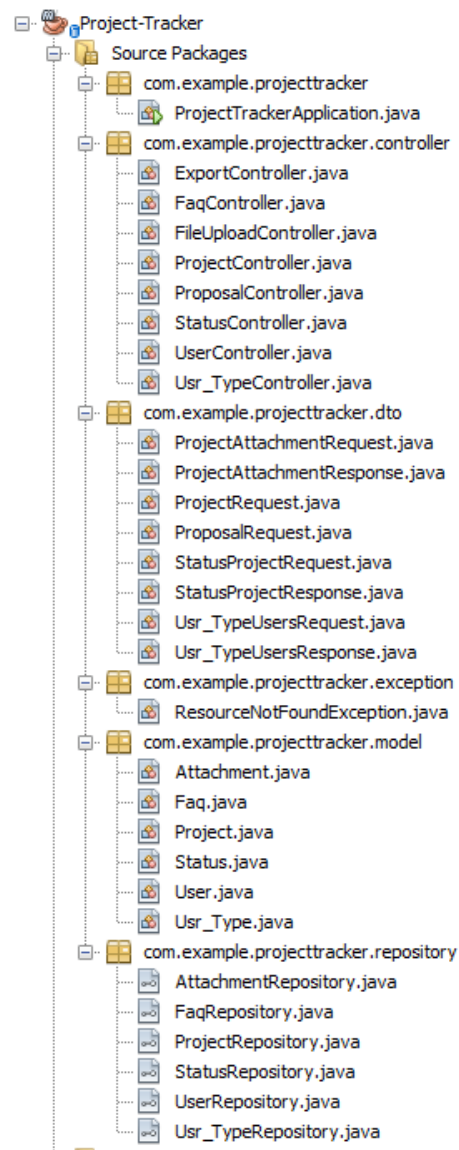 Project-Tracker
Source Packages
com.example.projecttracker
ProjectTrackerApplication.java
com.example.projecttracker.controller
ExportController.java
FaqController.java
FileUploadController.java
ProjectController.java
ProposalController.java
StatusController.java
UserController.java
Usr_TypeController.java
com.example.projecttracker.dto
ProjectAttachmentRequest.java
ProjectAttachmentResponse.java
ProjectRequest.java
ProposalRequest.java
StatusProjectRequest.java
StatusProjectResponse.java
Usr_TypeUsersRequest.java
Usr_TypeUsersResponse.java
com.example.projecttracker.exception
ResourceNotFoundException.java
com.example.projecttracker.model
Attachment.java
Faq.java
Project.java
Status.java
User.java
Usr_Type.java
com.example.projecttracker.repository
AttachmentRepository.java
FaqRepository.java
ProjectRepository.java
StatusRepository.java
UserRepository.java
Usr_TypeRepository.java